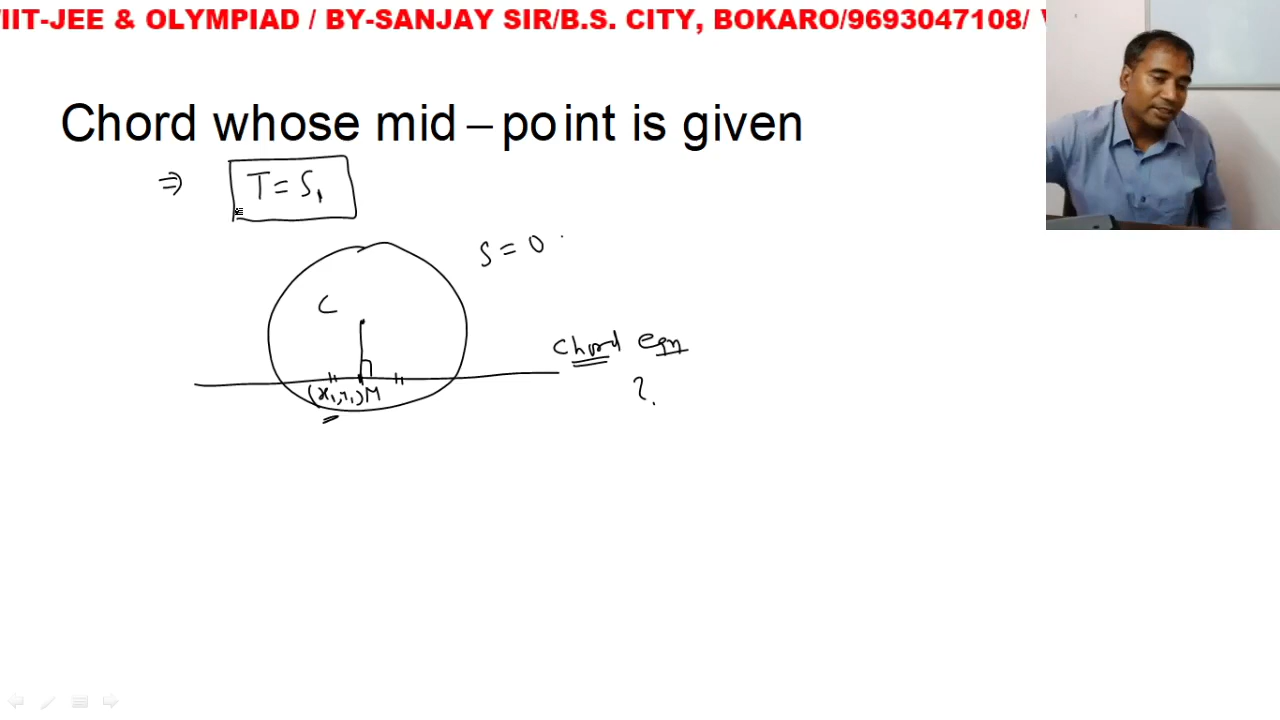 /IIT-JEE & OLYMPIAD / BY-SANJAY SIR/B.S. CITY, BOKARO/9693047108/ V
Chord whose mid – point is given
⇒ T = S₁
S = 0
C
Chord eqn
(x₁, y₁) M
?